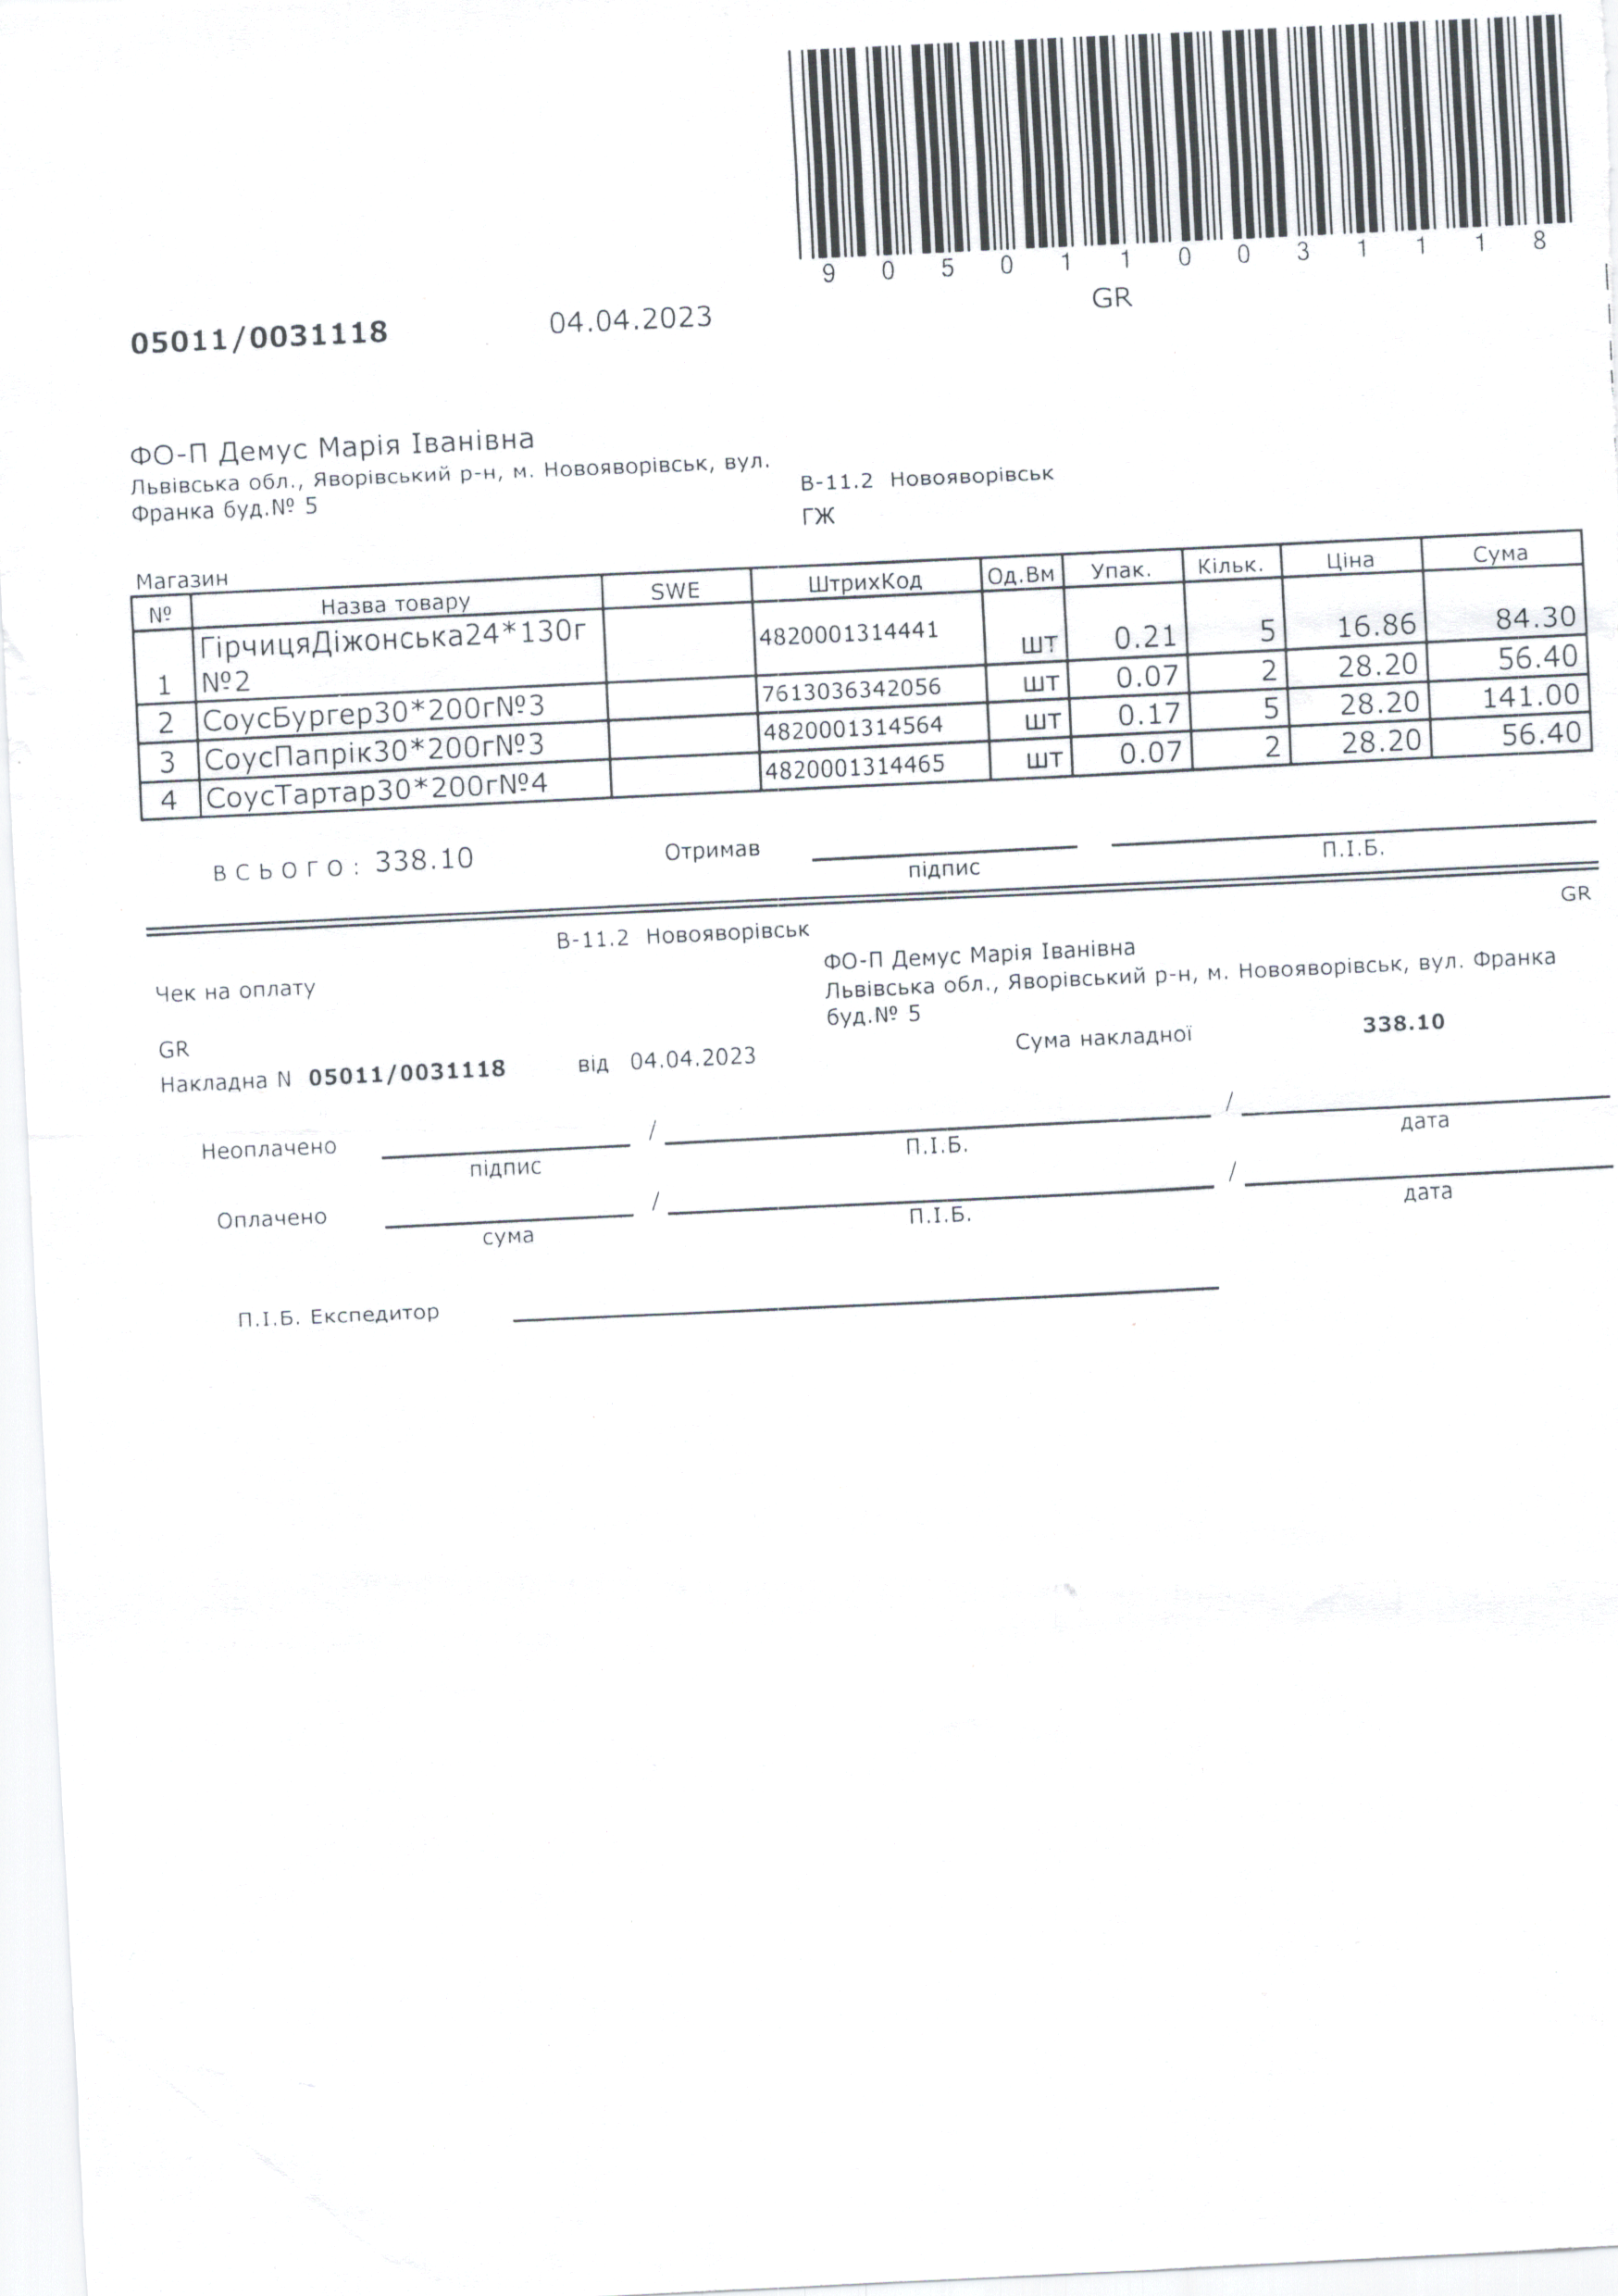 9 0 5 0 1 1 0 0 3 1 1 1 8
GR
05011/0031118 04.04.2023
ФО-П Демус Марія Іванівна
Львівська обл., Яворівський р-н, м. Новояворівськ, вул.
Франка буд.№ 5
В-11.2 Новояворівськ
ГЖ
Магазин
№ Назва товару SWE ШтрихКод Од.Вм Упак. Кільк. Ціна Сума
1 ГірчицяДіжонська24*130г
№2 4820001314441 шт 0.21 5 16.86 84.30
2 СоусБургер30*200г№3 7613036342056 шт 0.07 2 28.20 56.40
3 СоусПапрік30*200г№3 4820001314564 шт 0.17 5 28.20 141.00
4 СоусТартар30*200г№4 4820001314465 шт 0.07 2 28.20 56.40
ВСЬОГО: 338.10 Отримав
підпис П.І.Б.
GR
В-11.2 Новояворівськ
Чек на оплату
ФО-П Демус Марія Іванівна
Львівська обл., Яворівський р-н, м. Новояворівськ, вул. Франка
буд.№ 5
GR
Накладна N 05011/0031118 від 04.04.2023 Сума накладної 338.10
Неоплачено / /
підпис П.І.Б. дата
Оплачено / /
сума П.І.Б. дата
П.І.Б. Експедитор